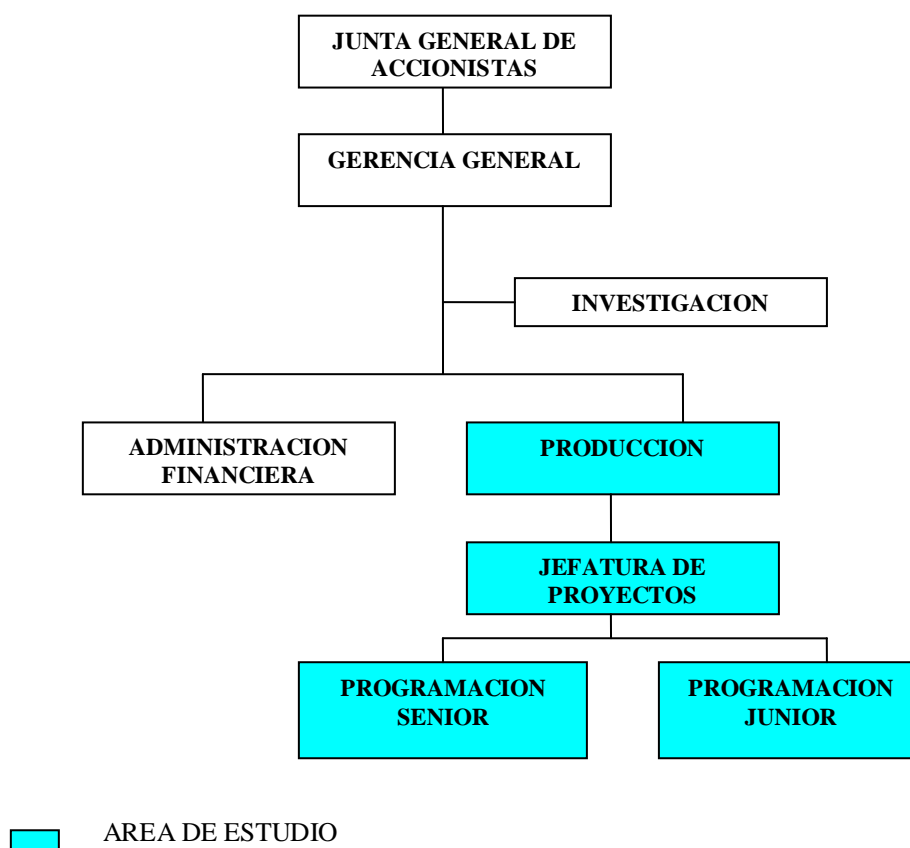 JUNTA GENERAL DE
ACCIONISTAS
GERENCIA GENERAL
INVESTIGACION
ADMINISTRACION
FINANCIERA
PRODUCCION
JEFATURA DE
PROYECTOS
PROGRAMACION
SENIOR
PROGRAMACION
JUNIOR
AREA DE ESTUDIO